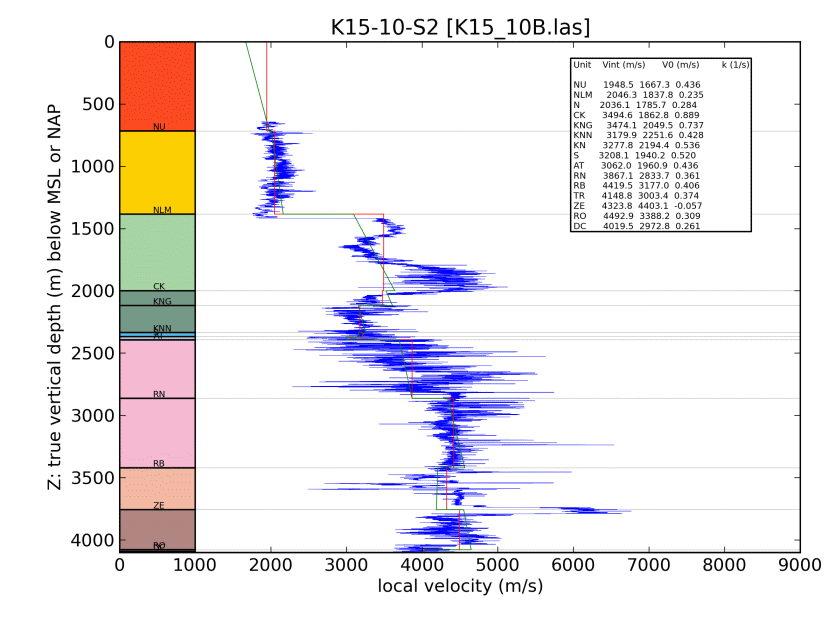 K15-10-S2 [K15_10B.las]
Unit Vint (m/s) V0 (m/s) k (1/s)
NU 1948.5 1667.3 0.436
NLM 2046.3 1837.8 0.235
N 2036.1 1785.7 0.284
CK 3494.6 1862.8 0.889
KNG 3474.1 2049.5 0.737
KNN 3179.9 2251.6 0.428
KN 3277.8 2194.4 0.536
S 3208.1 1940.2 0.520
AT 3062.0 1960.9 0.436
RN 3867.1 2833.7 0.361
RB 4419.5 3177.0 0.406
TR 4148.8 3003.4 0.374
ZE 4323.8 4403.1 -0.057
RO 4492.9 3388.2 0.309
DC 4019.5 2972.8 0.261
Z: true vertical depth (m) below MSL or NAP
0
500
1000
1500
2000
2500
3000
3500
4000
NU
NLM
CK
KNG
KNN
AT
RN
RB
ZE
RO
0 1000 2000 3000 4000 5000 6000 7000 8000 9000
local velocity (m/s)